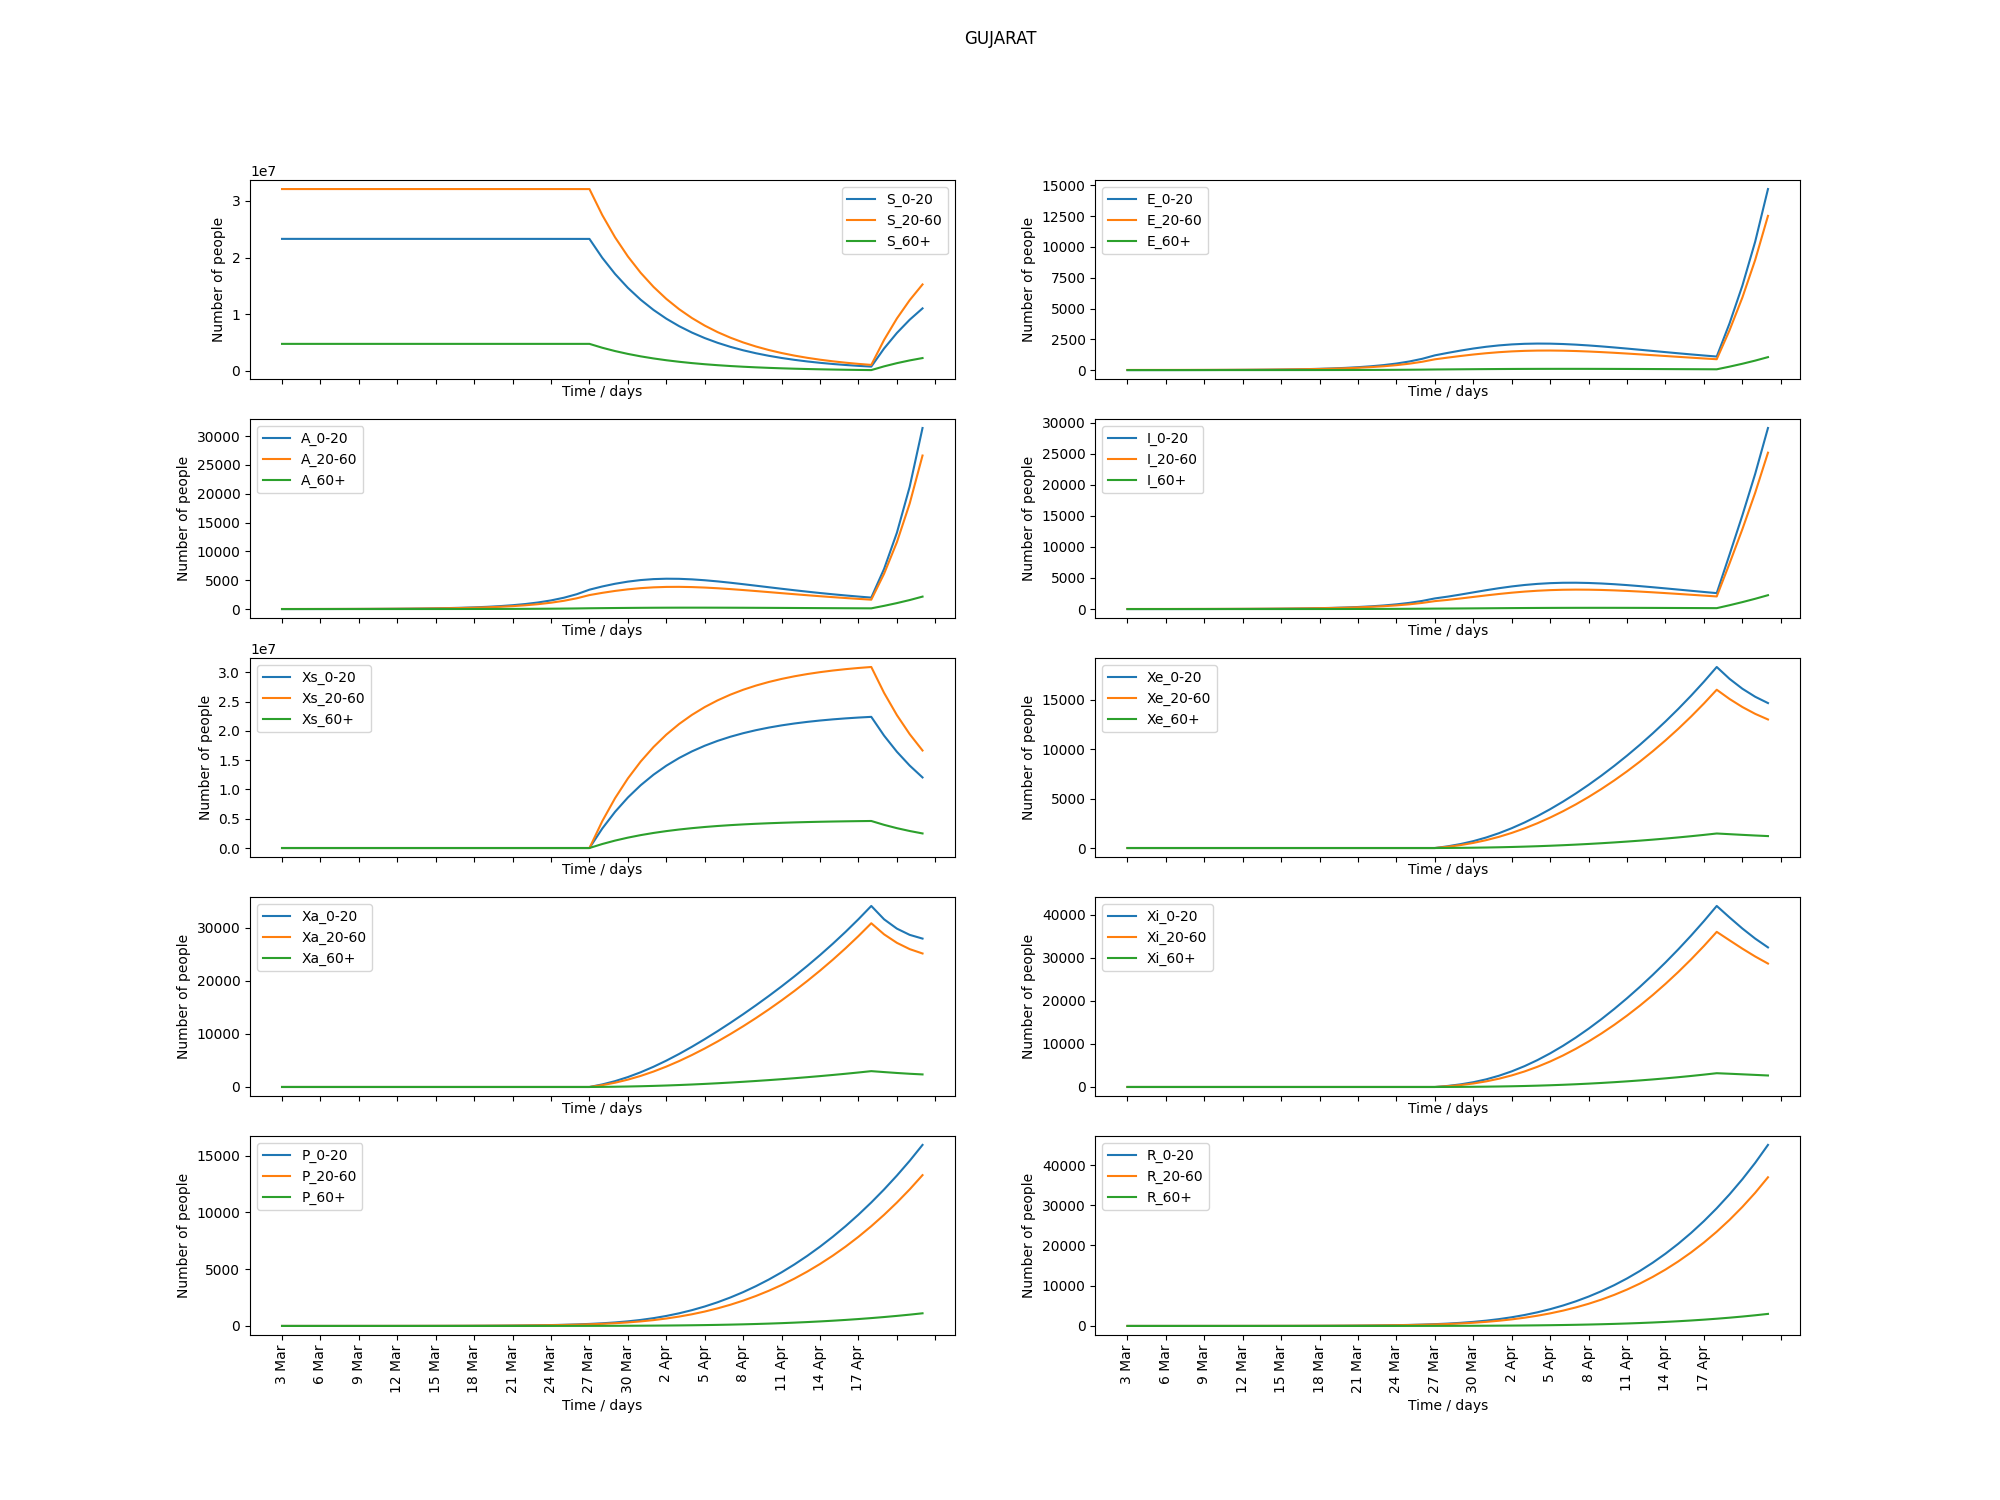 GUJARAT
1e7
3
2
1
0
Number of people
S_0-20
S_20-60
S_60+
Time / days
15000
12500
10000
7500
5000
2500
0
Number of people
E_0-20
E_20-60
E_60+
Time / days
30000
25000
20000
15000
10000
5000
0
Number of people
A_0-20
A_20-60
A_60+
Time / days
30000
25000
20000
15000
10000
5000
0
Number of people
I_0-20
I_20-60
I_60+
Time / days
1e7
3.0
2.5
2.0
1.5
1.0
0.5
0.0
Number of people
Xs_0-20
Xs_20-60
Xs_60+
Time / days
15000
10000
5000
0
Number of people
Xe_0-20
Xe_20-60
Xe_60+
Time / days
30000
20000
10000
0
Number of people
Xa_0-20
Xa_20-60
Xa_60+
Time / days
40000
30000
20000
10000
0
Number of people
Xi_0-20
Xi_20-60
Xi_60+
Time / days
15000
10000
5000
0
Number of people
P_0-20
P_20-60
P_60+
3 Mar
6 Mar
9 Mar
12 Mar
15 Mar
18 Mar
21 Mar
24 Mar
27 Mar
30 Mar
2 Apr
5 Apr
8 Apr
11 Apr
14 Apr
17 Apr
Time / days
40000
30000
20000
10000
0
Number of people
R_0-20
R_20-60
R_60+
3 Mar
6 Mar
9 Mar
12 Mar
15 Mar
18 Mar
21 Mar
24 Mar
27 Mar
30 Mar
2 Apr
5 Apr
8 Apr
11 Apr
14 Apr
17 Apr
Time / days